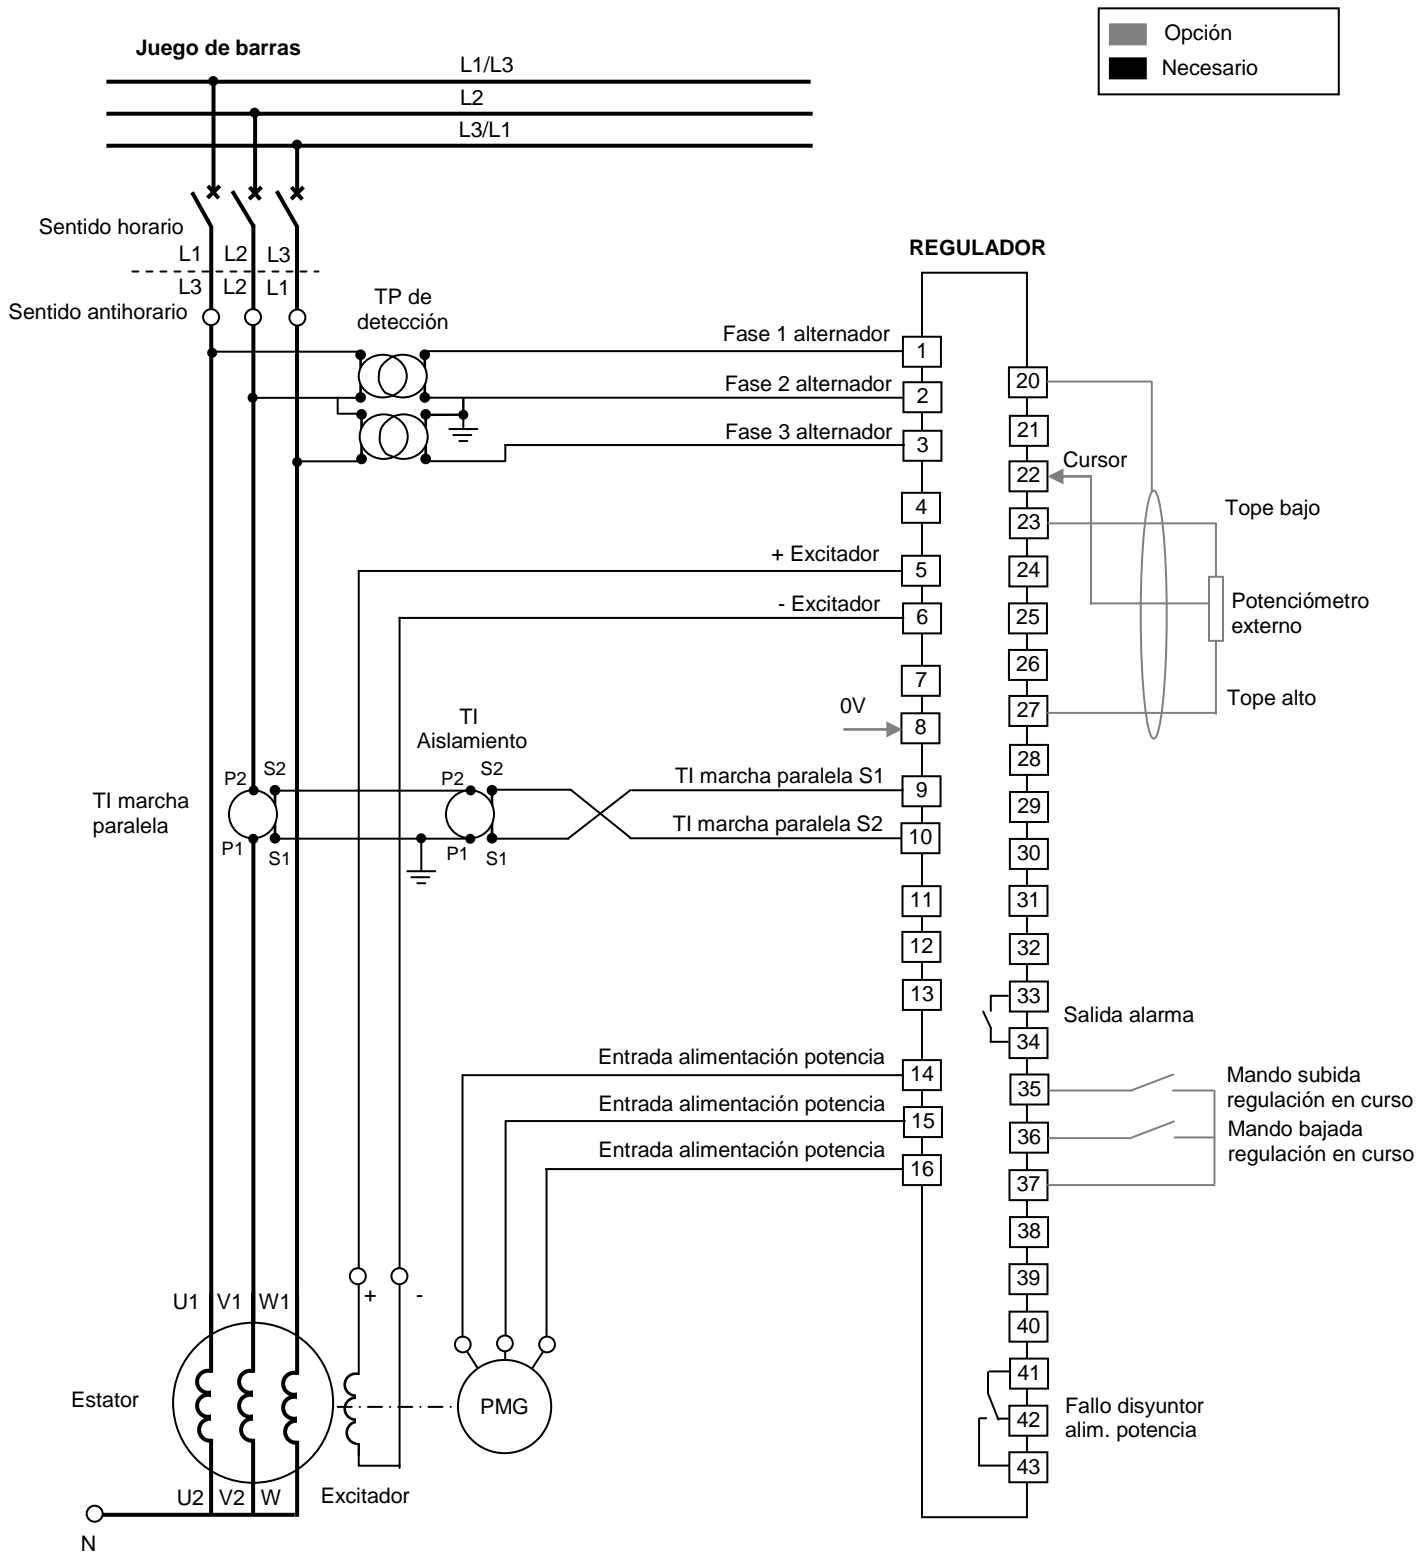 Opción
Necesario
Juego de barras
L1/L3
L2
L3/L1
Sentido horario
L1
L2
L3
L3
L2
L1
Sentido antihorario
TP de
detección
REGULADOR
Fase 1 alternador
1
Fase 2 alternador
2
Fase 3 alternador
3
4
+ Excitador
5
- Excitador
6
7
0V
8
TI
Aislamiento
TI marcha
paralela
P2
S2
P1
S1
P2
S2
P1
S1
TI marcha paralela S1
9
TI marcha paralela S2
10
11
12
13
Entrada alimentación potencia
14
Entrada alimentación potencia
15
Entrada alimentación potencia
16
20
21
22
Cursor
23
Tope bajo
24
25
Potenciómetro
externo
26
27
Tope alto
28
29
30
31
32
33
34
Salida alarma
35
Mando subida
regulación en curso
36
Mando bajada
regulación en curso
37
38
39
40
41
42
43
Fallo disyuntor
alim. potencia
+
-
U1
V1
W1
Estator
PMG
U2
V2
W
Excitador
N